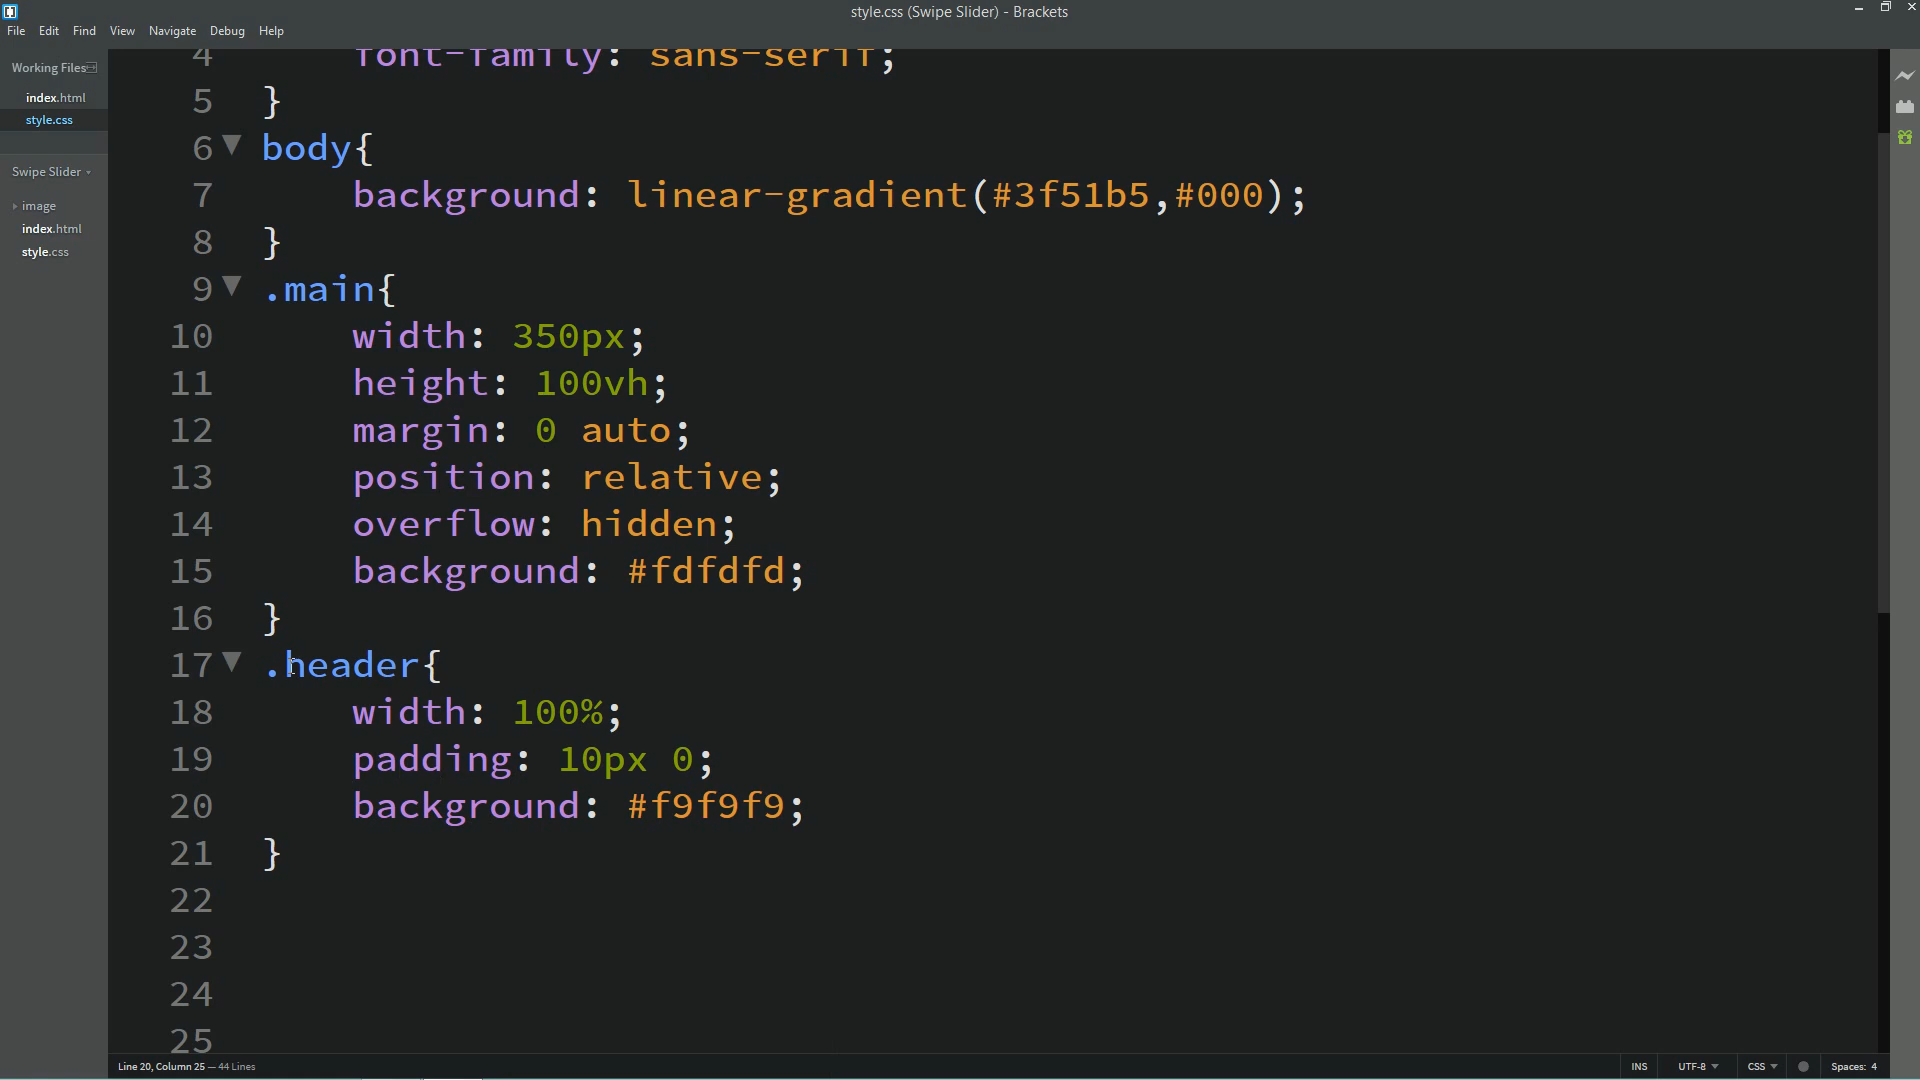 style.css (Swipe Slider) - Brackets
File Edit Find View Navigate Debug Help
Working Files
index.html
style.css
Swipe Slider
image
index.html
style.css
4 font-family: sans-serif;
5 }
6 body{
7 background: linear-gradient(#3f51b5,#000);
8 }
9 .main{
10 width: 350px;
11 height: 100vh;
12 margin: 0 auto;
13 position: relative;
14 overflow: hidden;
15 background: #fdfdfd;
16 }
17 .header{
18 width: 100%;
19 padding: 10px 0;
20 background: #f9f9f9;
21 }
22
23
24
25
Line 20, Column 25 — 44 Lines
INS UTF-8 CSS Spaces: 4